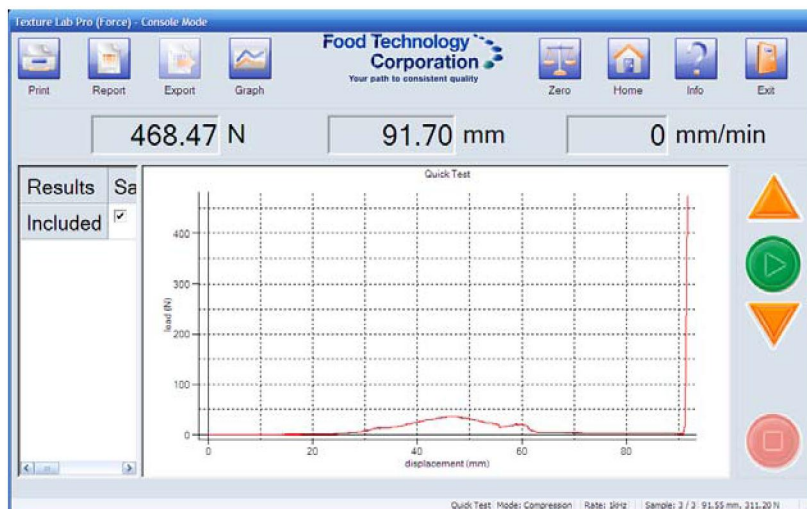 Texture Lab Pro (Force) - Console Mode
Print
Report
Export
Graph
Food Technology
Corporation
Your path to consistent quality
Zero
Home
Info
Exit
468.47 N
91.70 mm
0 mm/min
Results Sa
Included
Quick Test
400
300
200
100
0
load (N)
0 20 40 60 80
displacement (mm)
Quick Test Mode: Compression Rate: 1kHz Sample: 3 / 3 91.55 mm, 311.20 N